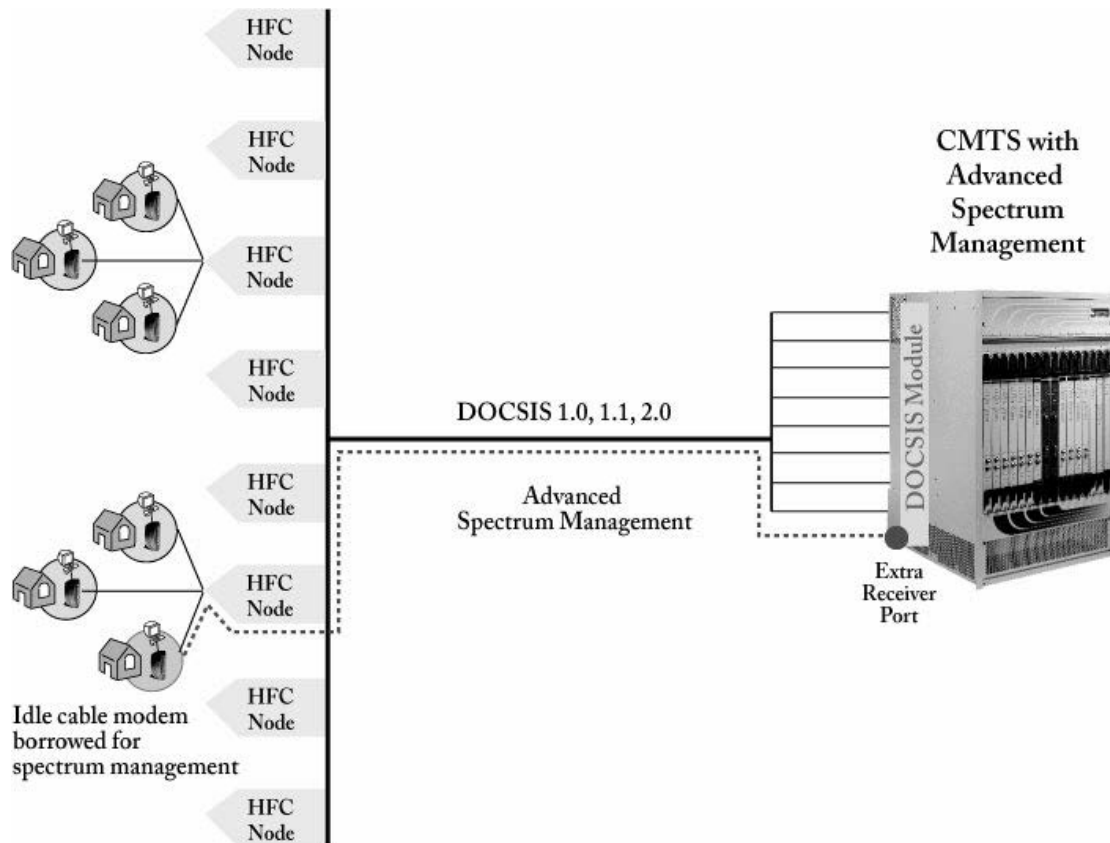 HFC
Node
HFC
Node
HFC
Node
HFC
Node
HFC
Node
HFC
Node
HFC
Node
HFC
Node
Idle cable modem
borrowed for
spectrum management
DOCSIS 1.0, 1.1, 2.0
Advanced
Spectrum Management
CMTS with
Advanced
Spectrum
Management
DOCSIS Module
Extra
Receiver
Port